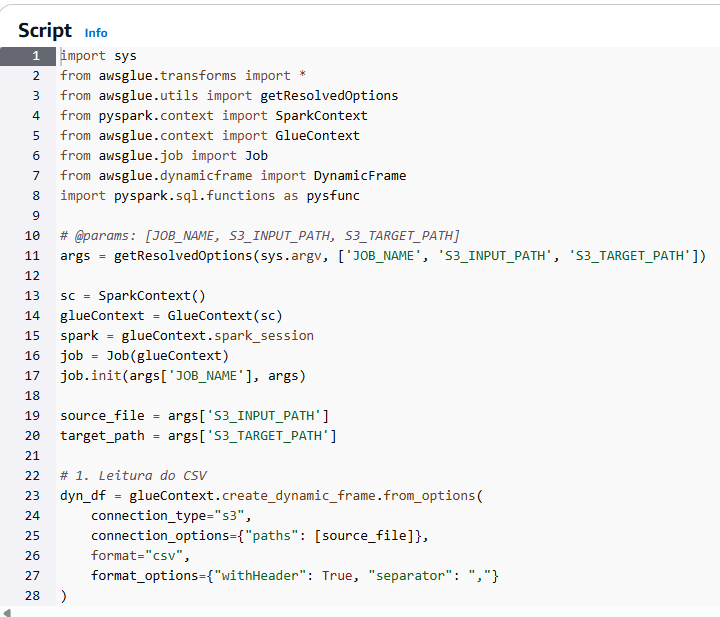 Script Info
1 import sys
2 from awsglue.transforms import *
3 from awsglue.utils import getResolvedOptions
4 from pyspark.context import SparkContext
5 from awsglue.context import GlueContext
6 from awsglue.job import Job
7 from awsglue.dynamicframe import DynamicFrame
8 import pyspark.sql.functions as pysfunc
9
10 # @params: [JOB_NAME, S3_INPUT_PATH, S3_TARGET_PATH]
11 args = getResolvedOptions(sys.argv, ['JOB_NAME', 'S3_INPUT_PATH', 'S3_TARGET_PATH'])
12
13 sc = SparkContext()
14 glueContext = GlueContext(sc)
15 spark = glueContext.spark_session
16 job = Job(glueContext)
17 job.init(args['JOB_NAME'], args)
18
19 source_file = args['S3_INPUT_PATH']
20 target_path = args['S3_TARGET_PATH']
21
22 # 1. Leitura do CSV
23 dyn_df = glueContext.create_dynamic_frame.from_options(
24     connection_type="s3",
25     connection_options={"paths": [source_file]},
26     format="csv",
27     format_options={"withHeader": True, "separator": ","}
28 )